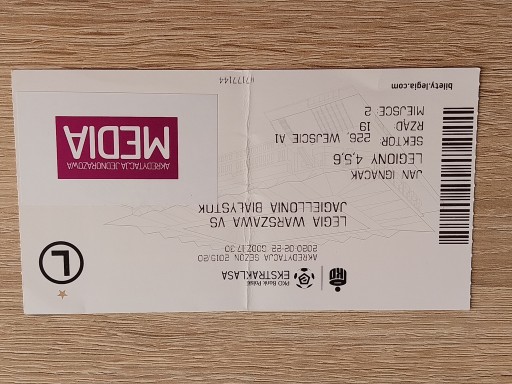 PKO Bank Polski
EKSTRAKLASA
AKREDYTACJA SEZON 2019/20
2020-02-22, GODZ 17:30
LEGIA WARSZAWA VS
JAGIELLONIA BIAŁYSTOK
JAN IGNACAK
LEGIONY 4,5,6
SEKTOR 226, WEJŚCIE A1
RZĄD 19
MIEJSCE 2
bilety.legia.com
L
AKREDYTACJA JEDNORAZOWA
MEDIA
#7177144